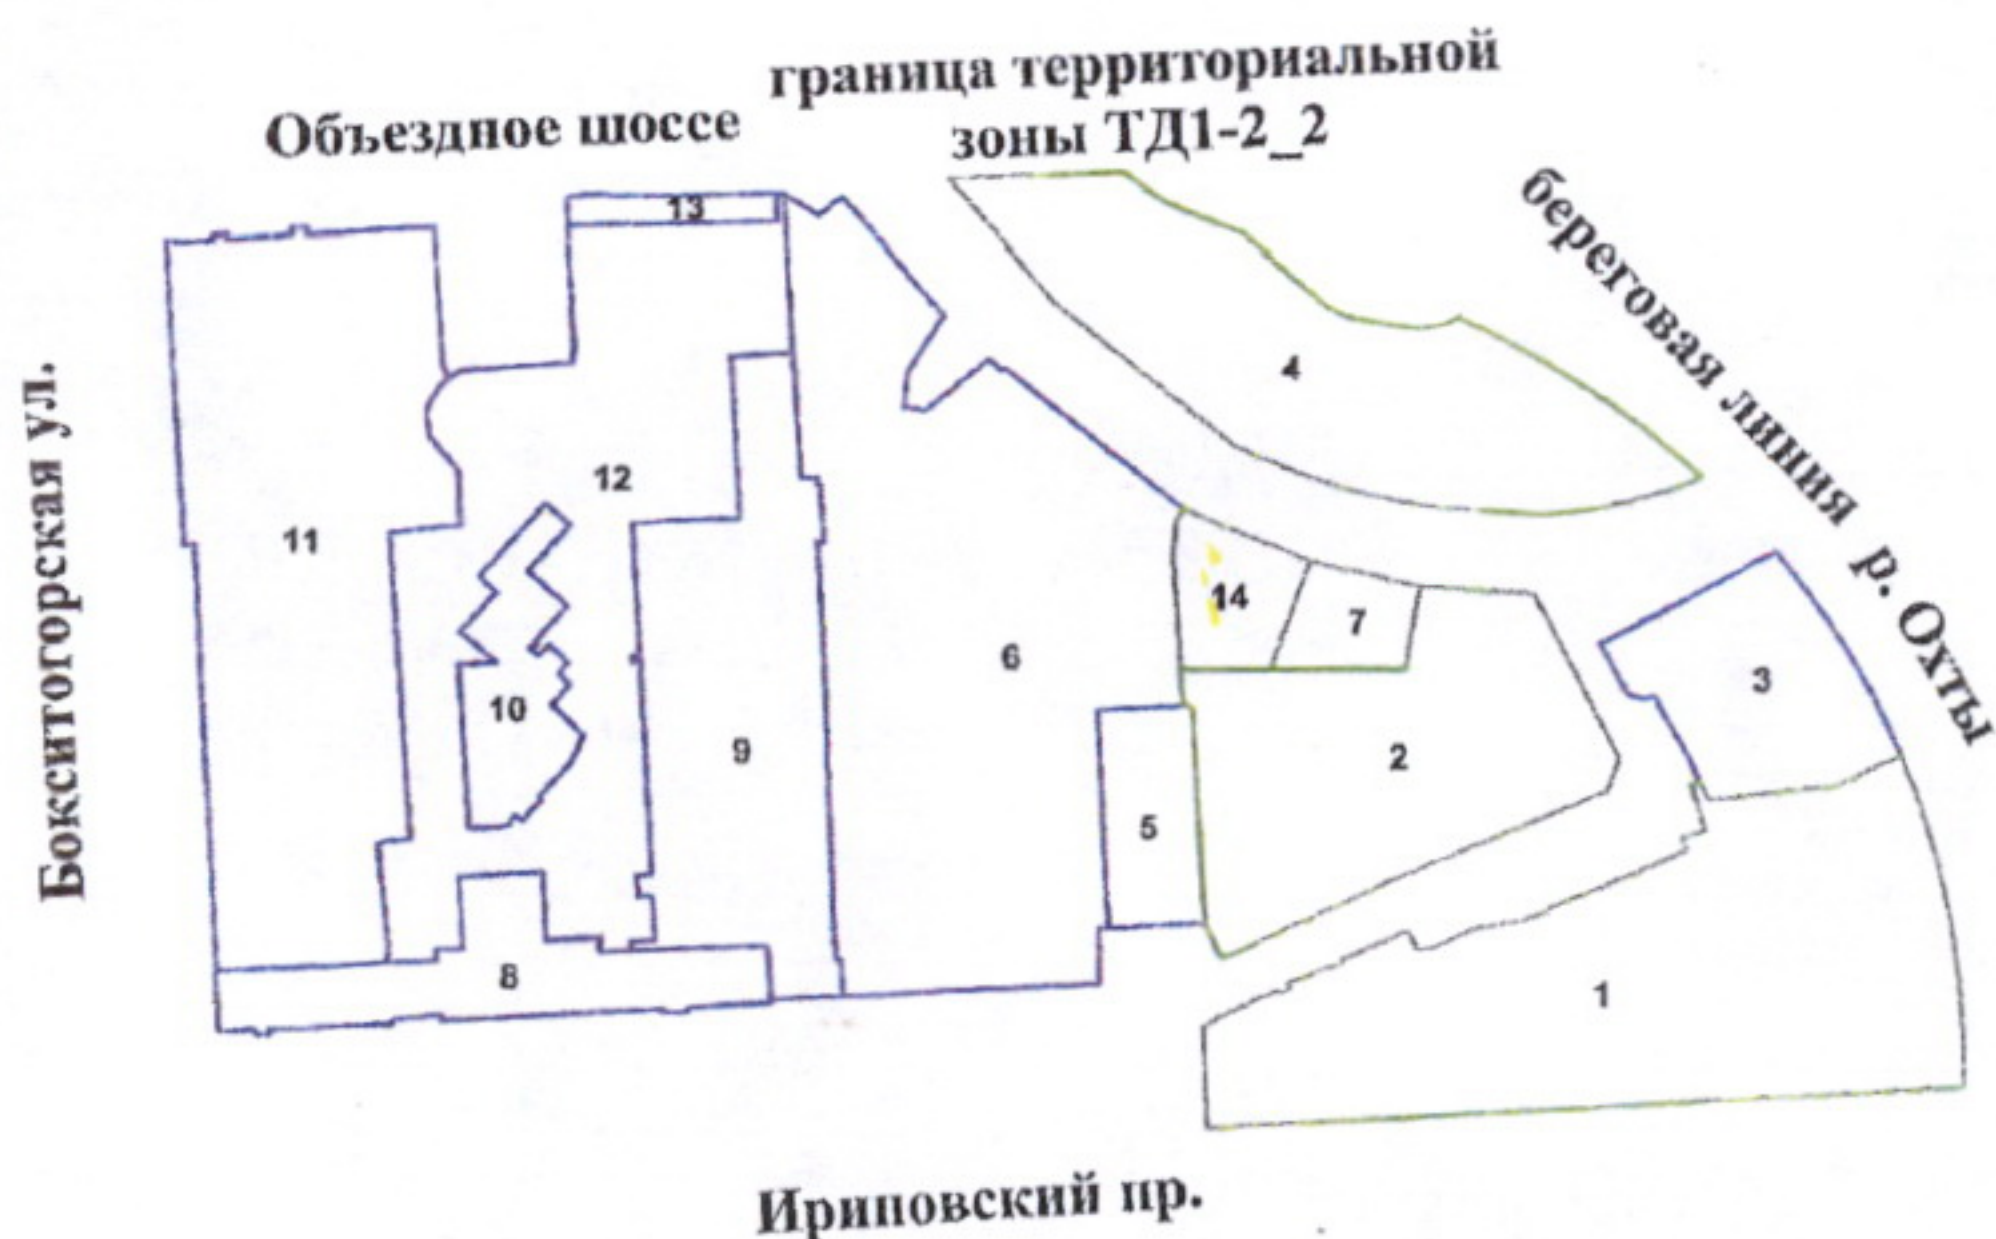 граница территориальной
Объездное шоссе
зоны ТД1-2_2
береговая линия р. Охты
Бокситогорская ул.
13
4
12
11
14
7
6
3
10
9
2
5
8
1
Ириновский пр.